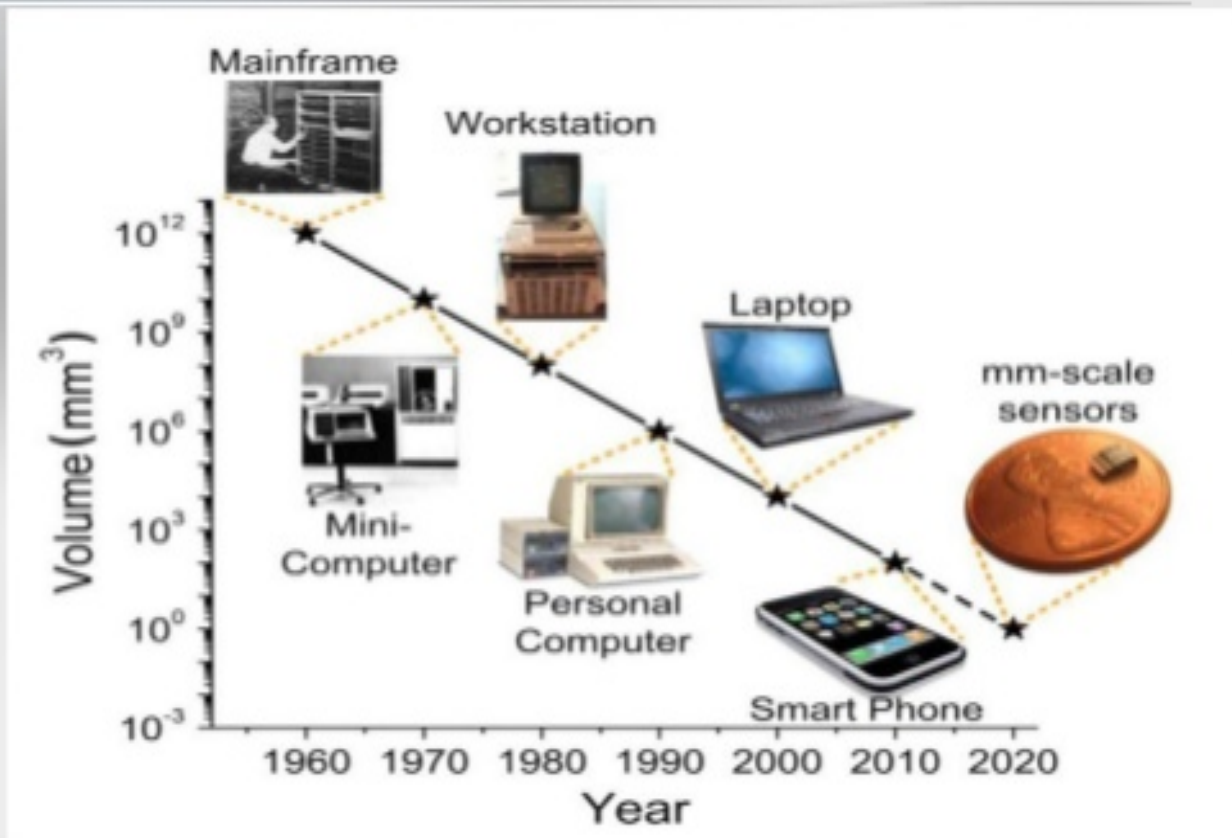 Mainframe
Workstation
Laptop
mm-scale
sensors
Mini-
Computer
Personal
Computer
Smart Phone
Volume(mm³)
10¹²
10⁹
10⁶
10³
10⁰
10⁻³
1960 1970 1980 1990 2000 2010 2020
Year